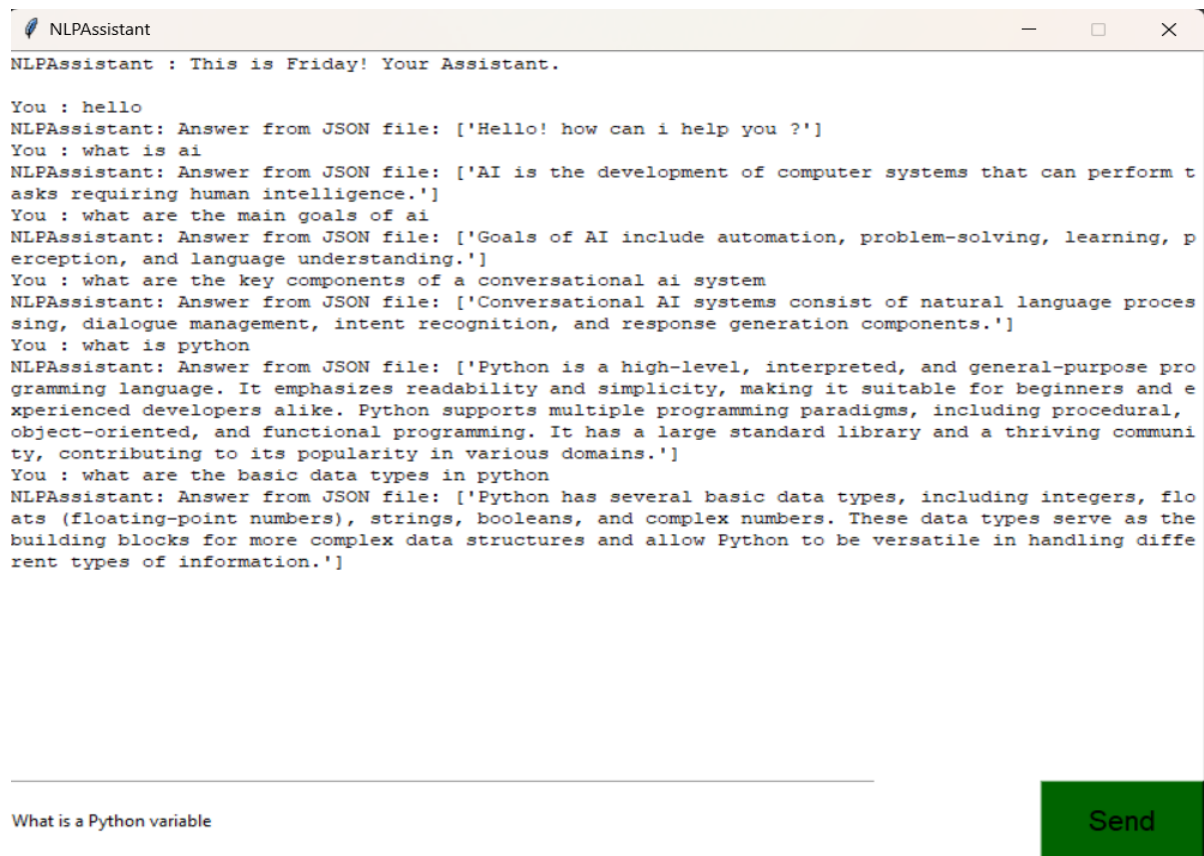 NLPAssistant
NLPAssistant : This is Friday! Your Assistant.
You : hello
NLPAssistant: Answer from JSON file: ['Hello! how can i help you ?']
You : what is ai
NLPAssistant: Answer from JSON file: ['AI is the development of computer systems that can perform t
asks requiring human intelligence.']
You : what are the main goals of ai
NLPAssistant: Answer from JSON file: ['Goals of AI include automation, problem-solving, learning, p
erception, and language understanding.']
You : what are the key components of a conversational ai system
NLPAssistant: Answer from JSON file: ['Conversational AI systems consist of natural language proces
sing, dialogue management, intent recognition, and response generation components.']
You : what is python
NLPAssistant: Answer from JSON file: ['Python is a high-level, interpreted, and general-purpose pro
gramming language. It emphasizes readability and simplicity, making it suitable for beginners and e
xperienced developers alike. Python supports multiple programming paradigms, including procedural,
object-oriented, and functional programming. It has a large standard library and a thriving communi
ty, contributing to its popularity in various domains.']
You : what are the basic data types in python
NLPAssistant: Answer from JSON file: ['Python has several basic data types, including integers, flo
ats (floating-point numbers), strings, booleans, and complex numbers. These data types serve as the
building blocks for more complex data structures and allow Python to be versatile in handling diffe
rent types of information.']
What is a Python variable
Send